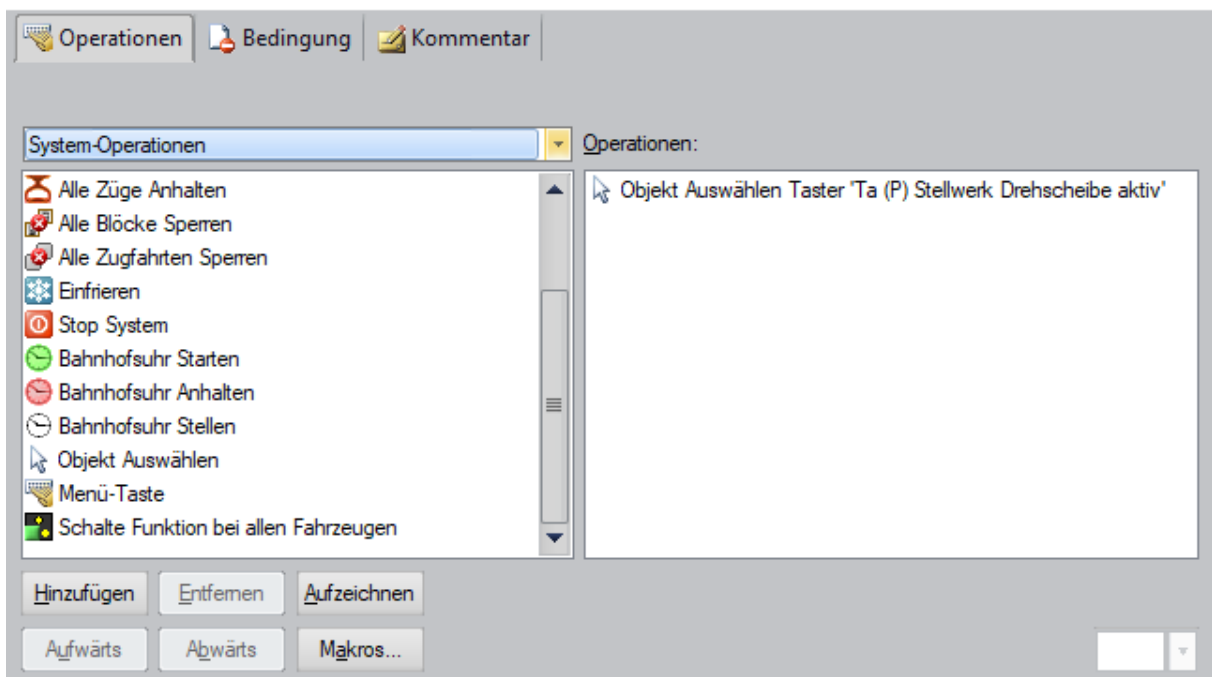 Operationen Bedingung Kommentar
System-Operationen
Operationen:
Alle Züge Anhalten
Alle Blöcke Sperren
Alle Zugfahrten Sperren
Einfrieren
Stop System
Bahnhofsuhr Starten
Bahnhofsuhr Anhalten
Bahnhofsuhr Stellen
Objekt Auswählen
Menü-Taste
Schalte Funktion bei allen Fahrzeugen
Objekt Auswählen Taster 'Ta (P) Stellwerk Drehscheibe aktiv'
Hinzufügen Entfernen Aufzeichnen
Aufwärts Abwärts Makros...